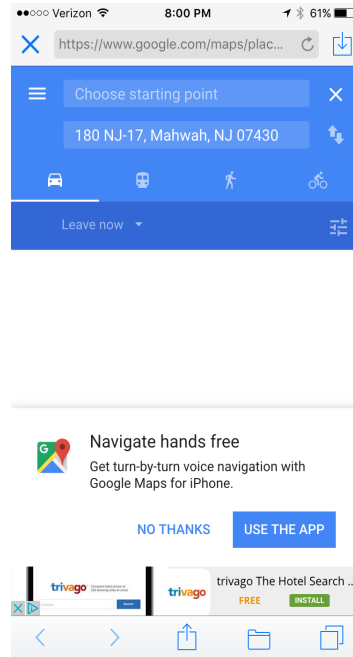 Verizon 8:00 PM 61%
https://www.google.com/maps/plac...
Choose starting point
180 NJ-17, Mahwah, NJ 07430
Leave now
G
Navigate hands free
Get turn-by-turn voice navigation with
Google Maps for iPhone.
NO THANKS USE THE APP
trivago
trivago
trivago The Hotel Search ..
FREE INSTALL